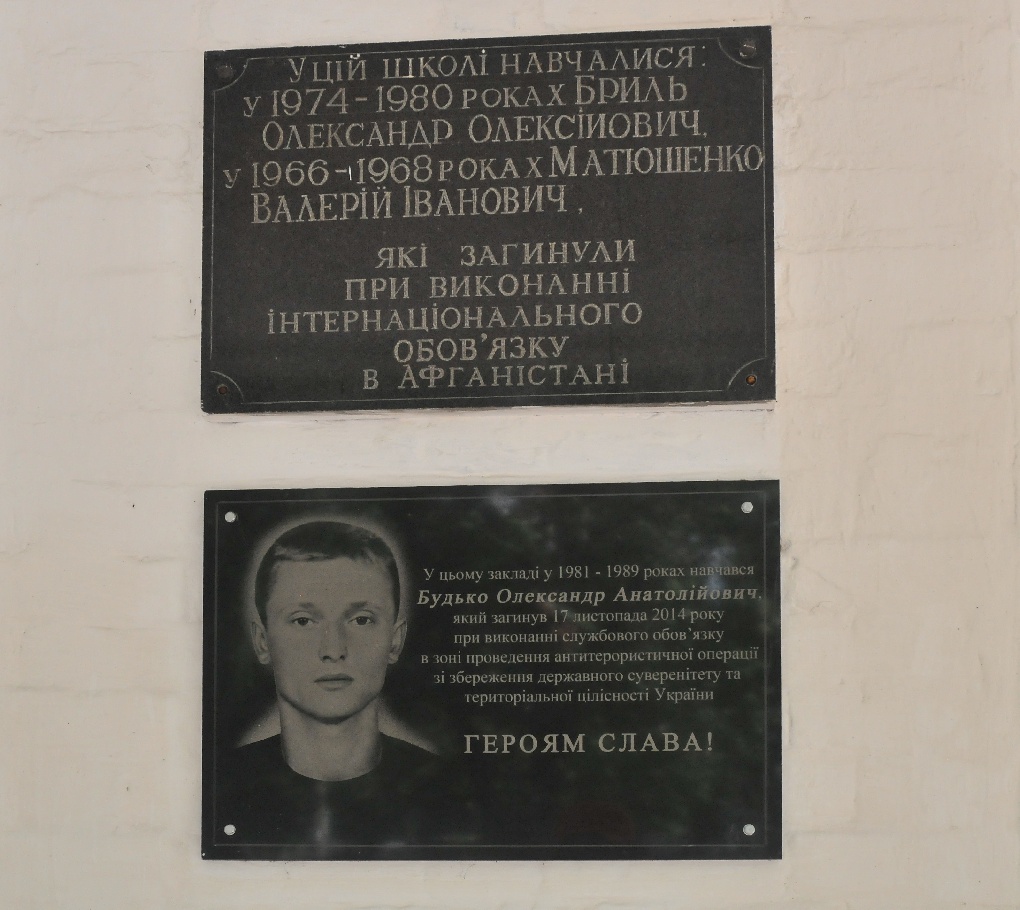 У ЦІЙ ШКОЛІ НАВЧАЛИСЯ:
У 1974-1980 РОКАХ БРИЛЬ
ОЛЕКСАНДР ОЛЕКСІЙОВИЧ,
У 1966-1968 РОКАХ МАТЮШЕНКО
ВАЛЕРІЙ ІВАНОВИЧ,
ЯКІ ЗАГИНУЛИ
ПРИ ВИКОНАННІ
ІНТЕРНАЦІОНАЛЬНОГО
ОБОВ'ЯЗКУ
В АФГАНІСТАНІ
У цьому закладі у 1981 - 1989 роках навчався
Будько Олександр Анатолійович,
який загинув 17 листопада 2014 року
при виконанні службового обов'язку
в зоні проведення антитерористичної операції
зі збереження державного суверенітету та
територіальної цілісності України
ГЕРОЯМ СЛАВА!